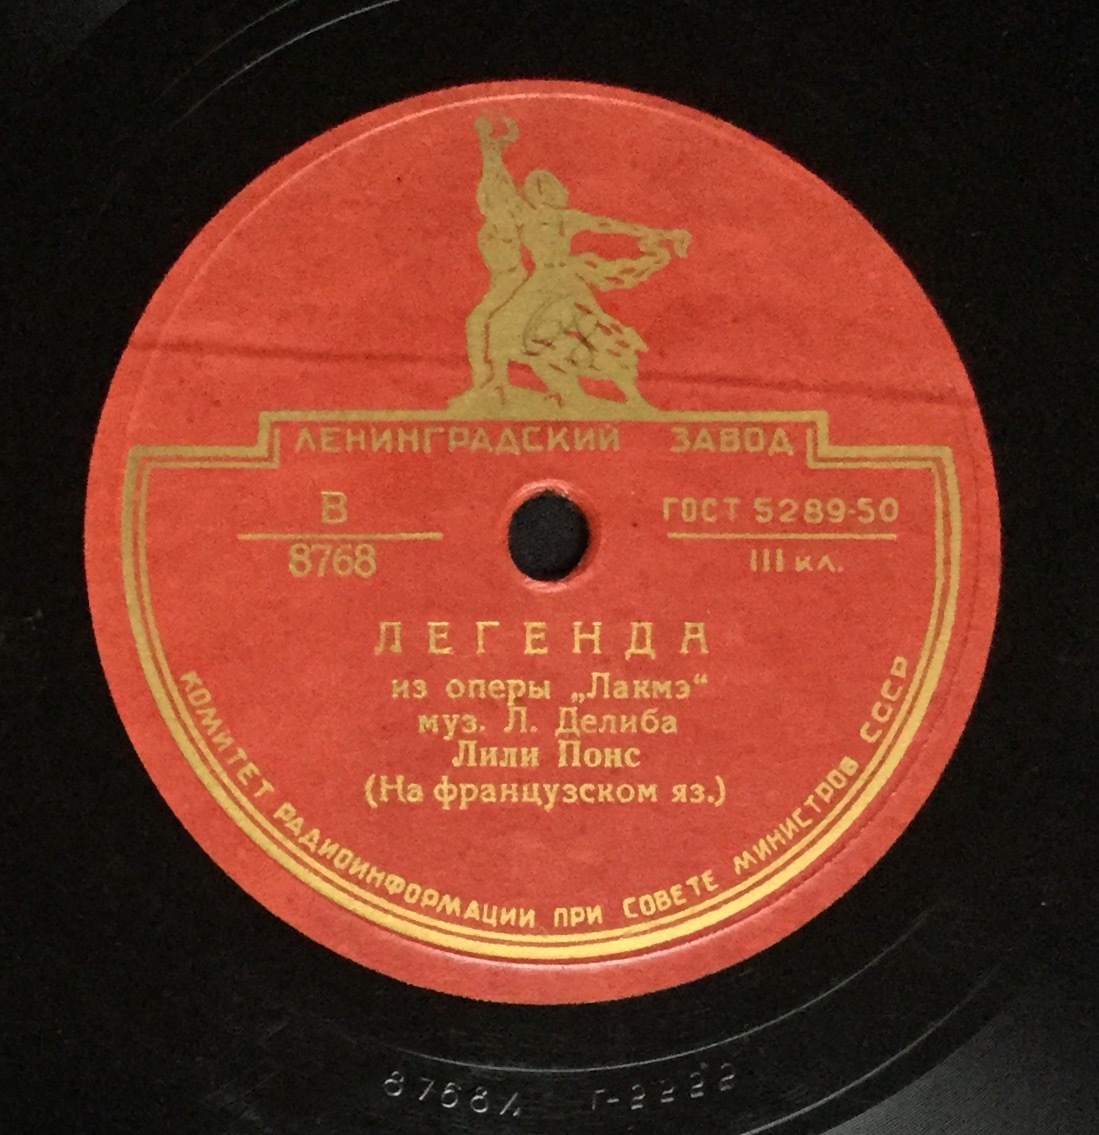 ЛЕНИНГРАДСКИЙ ЗАВОД
В
8768
ГОСТ 5289-50
III кл.
ЛЕГЕНДА
из оперы „Лакмэ“
муз. Л. Делиба
Лили Понс
(На французском яз.)
КОМИТЕТ РАДИОИНФОРМАЦИИ ПРИ СОВЕТЕ МИНИСТРОВ СССР